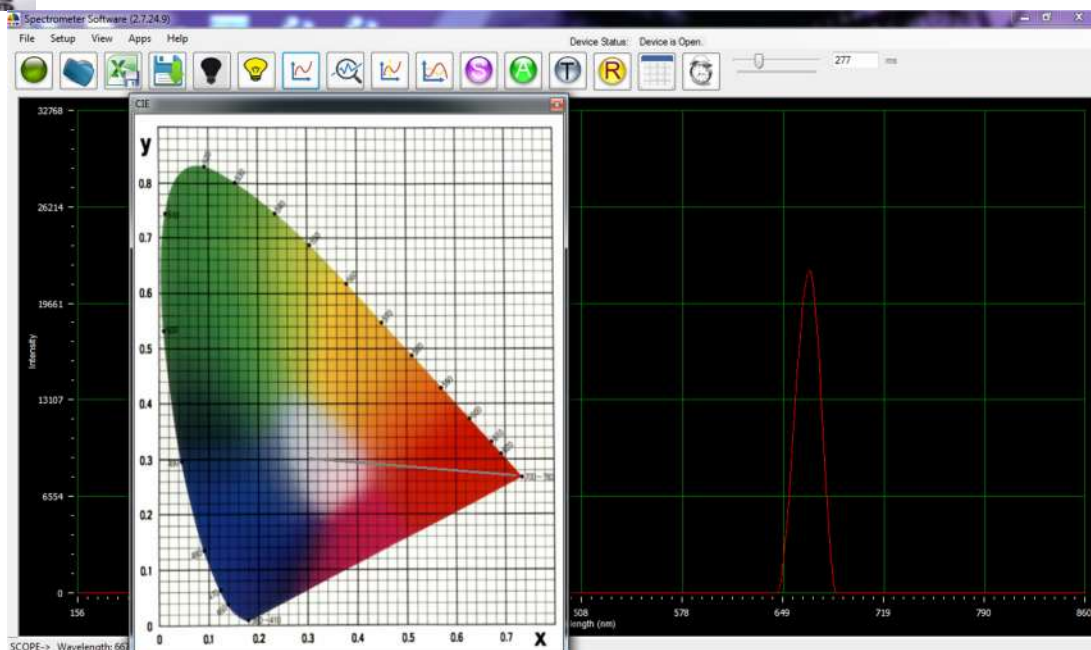 Spectrometer Software (2.7.24.9)
File Setup View Apps Help
Device Status: Device is Open.
S A T R
277 ms
CIE
32768
26214
19661
13107
6554
0
Intensity
y
0.8
0.7
0.6
0.5
0.4
0.3
0.2
0.1
0
0 0.1 0.2 0.3 0.4 0.5 0.6 0.7 X
156 508 578 649 719 790 860
length (nm)
SCOPE-> Wavelength: 66